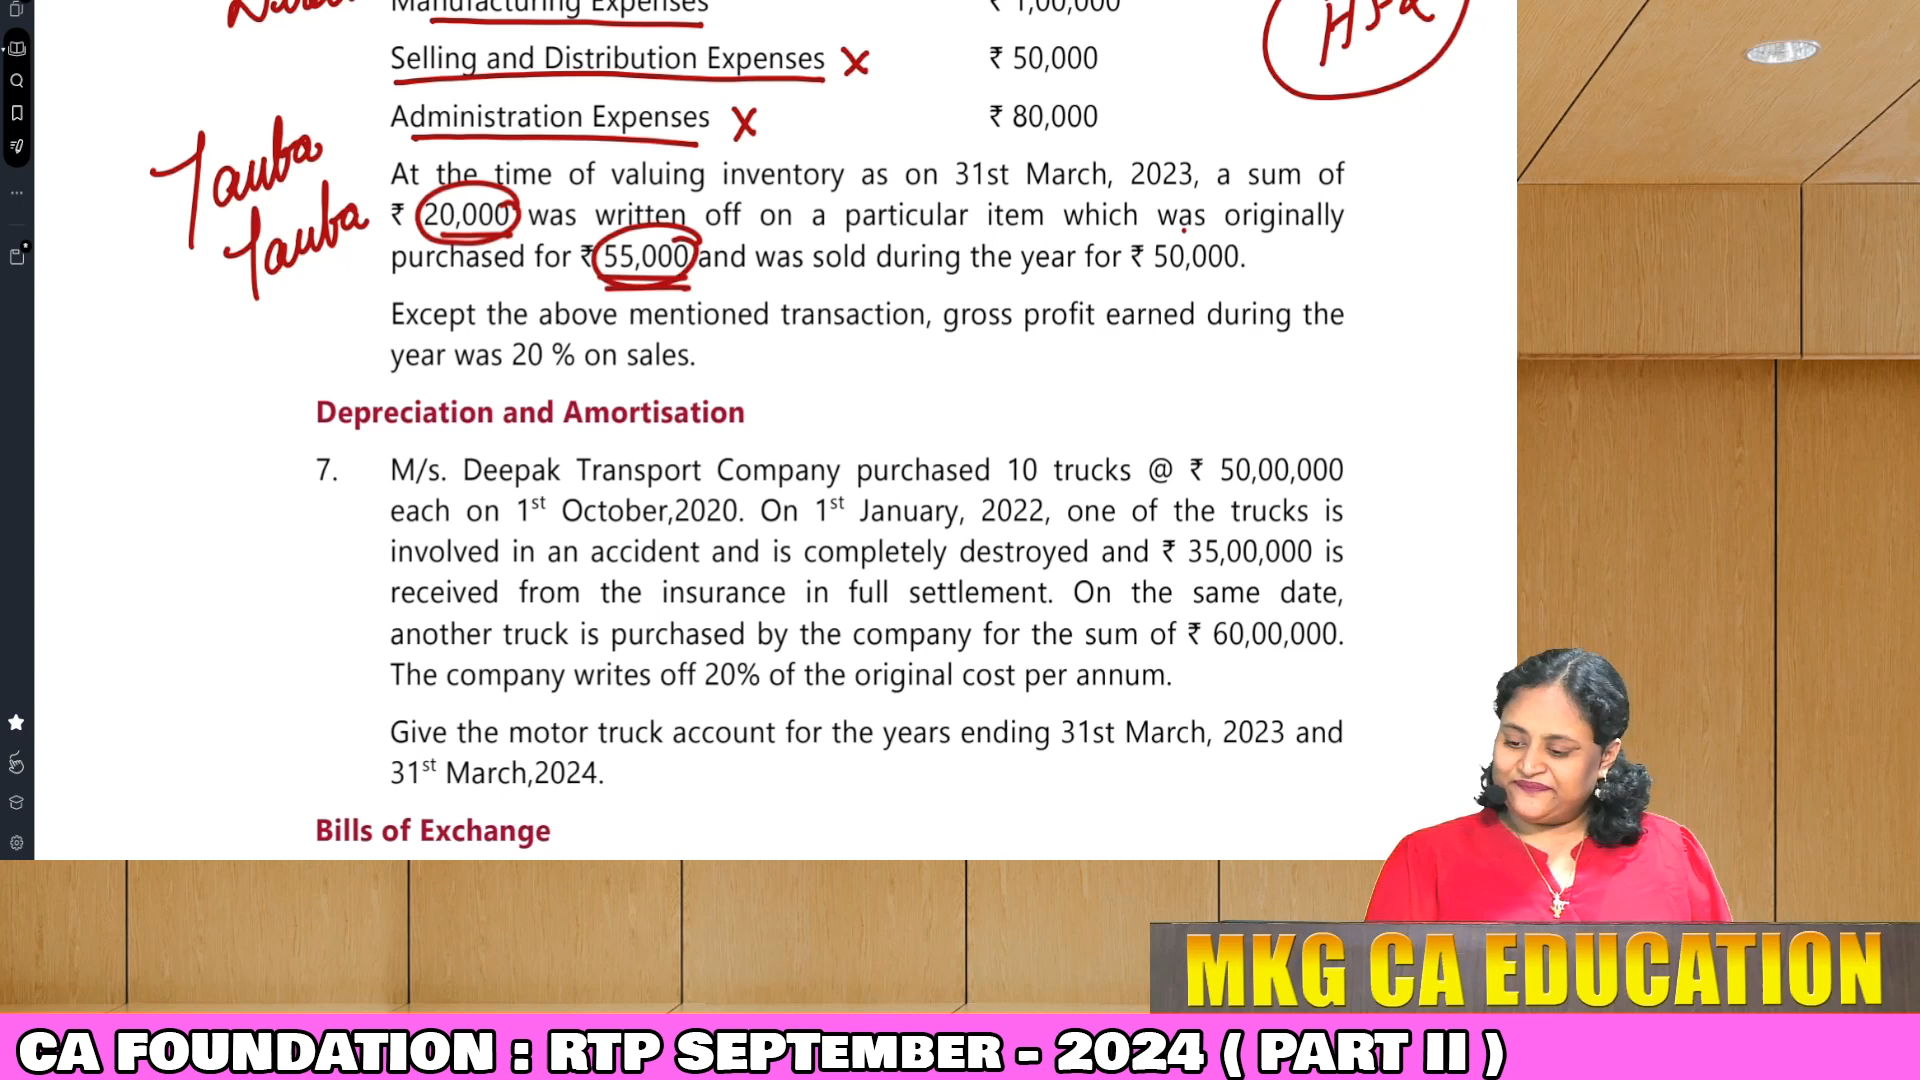 Manufacturing Expenses ₹ 1,00,000
Selling and Distribution Expenses X ₹ 50,000
Administration Expenses X ₹ 80,000
Tauba
Tauba
At the time of valuing inventory as on 31st March, 2023, a sum of
₹ 20,000 was written off on a particular item which was originally
purchased for ₹ 55,000 and was sold during the year for ₹ 50,000.
Except the above mentioned transaction, gross profit earned during the
year was 20 % on sales.
Depreciation and Amortisation
7. M/s. Deepak Transport Company purchased 10 trucks @ ₹ 50,00,000
each on 1st October,2020. On 1st January, 2022, one of the trucks is
involved in an accident and is completely destroyed and ₹ 35,00,000 is
received from the insurance in full settlement. On the same date,
another truck is purchased by the company for the sum of ₹ 60,00,000.
The company writes off 20% of the original cost per annum.
Give the motor truck account for the years ending 31st March, 2023 and
31st March,2024.
Bills of Exchange
MKG CA EDUCATION
CA FOUNDATION : RTP SEPTEMBER - 2024 ( PART II )